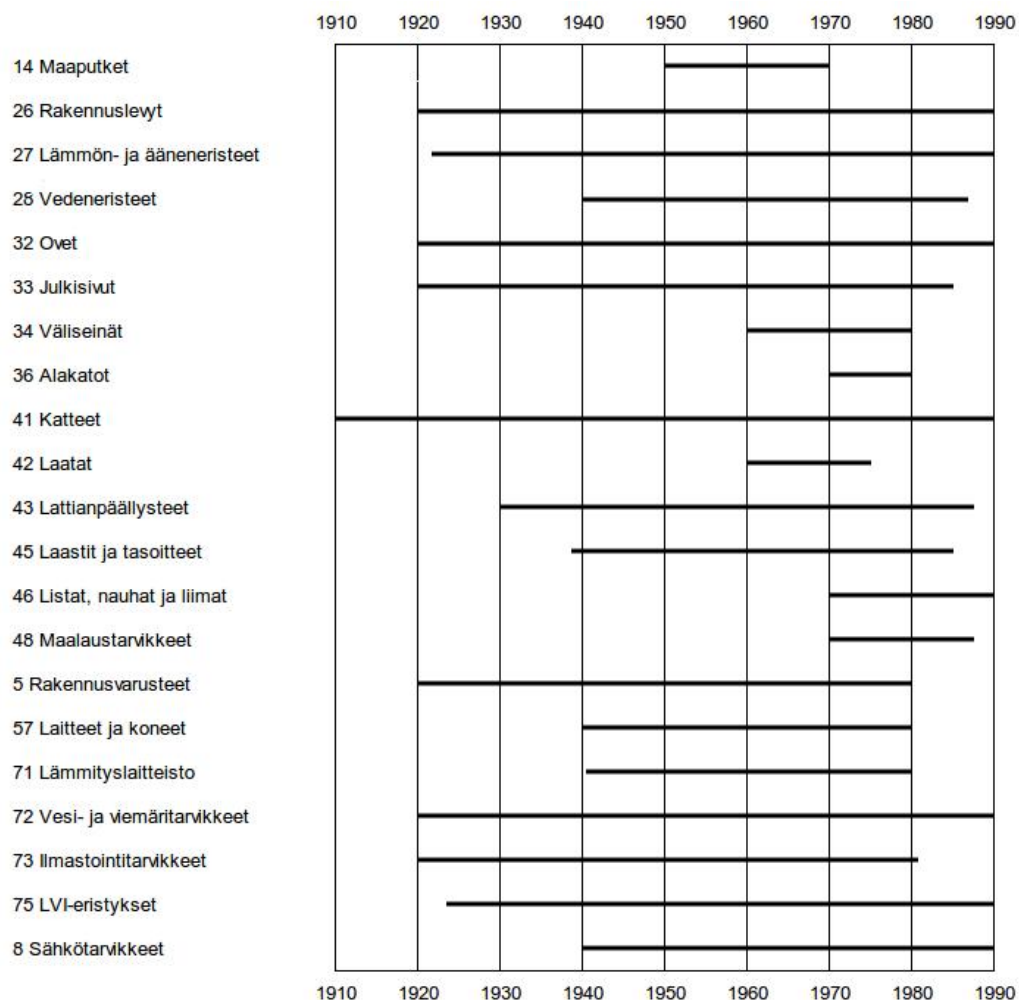 1910 1920 1930 1940 1950 1960 1970 1980 1990
14 Maaputket
26 Rakennuslevyt
27 Lämmön- ja ääneneristeet
28 Vedeneristeet
32 Ovet
33 Julkisivut
34 Väliseinät
36 Alakatot
41 Katteet
42 Laatat
43 Lattianpäällysteet
45 Laastit ja tasoitteet
46 Listat, nauhat ja liimat
48 Maalaustarvikkeet
5 Rakennusvarusteet
57 Laitteet ja koneet
71 Lämmityslaitteisto
72 Vesi- ja viemäritarvikkeet
73 Ilmastointitarvikkeet
75 LVI-eristykset
8 Sähkötarvikkeet
1910 1920 1930 1940 1950 1960 1970 1980 1990